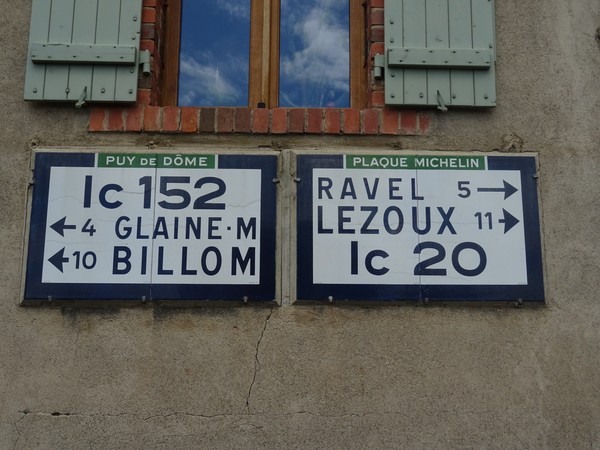 PUY DE DÔME
Ic 152
← 4 GLAINE-M
← 10 BILLOM
PLAQUE MICHELIN
RAVEL 5 →
LEZOUX 11 →
Ic 20